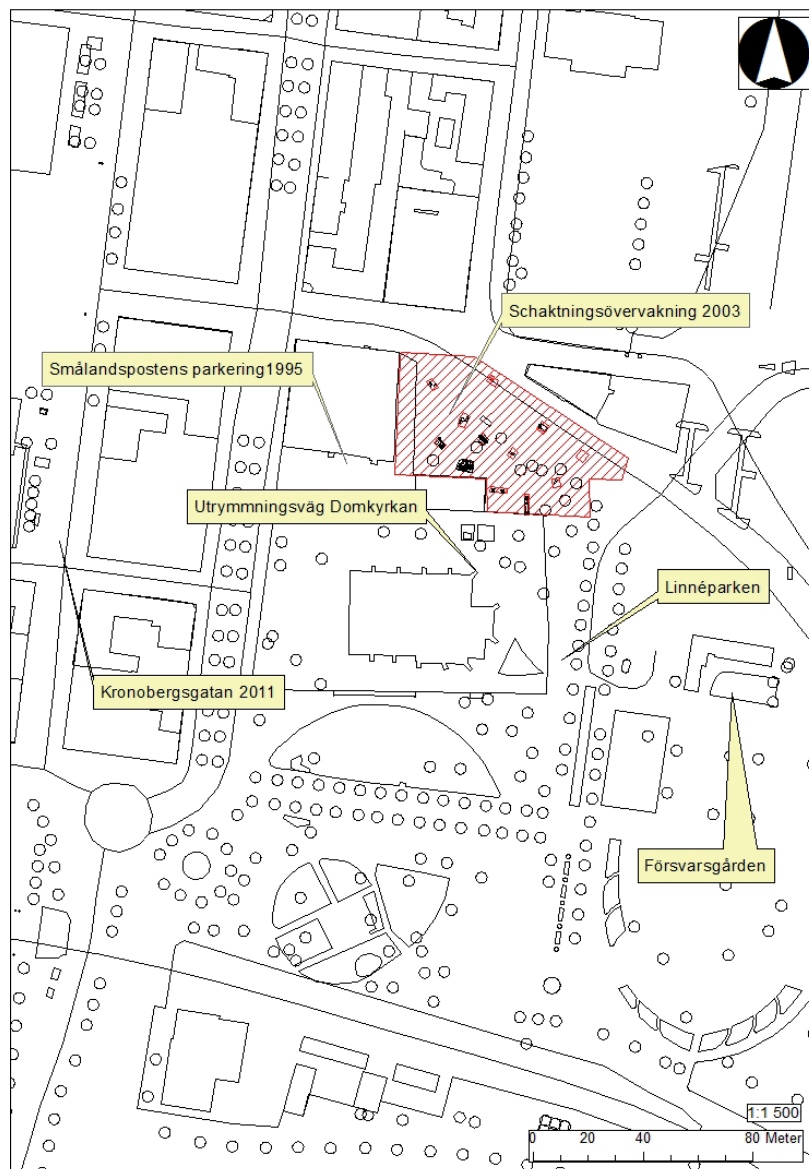 Schaktningsövervakning 2003
Smålandspostens parkering1995
Utrymmningsväg Domkyrkan
Linnéparken
Kronobergsgatan 2011
Försvarsgården
1:1 500
0 20 40 80 Meter